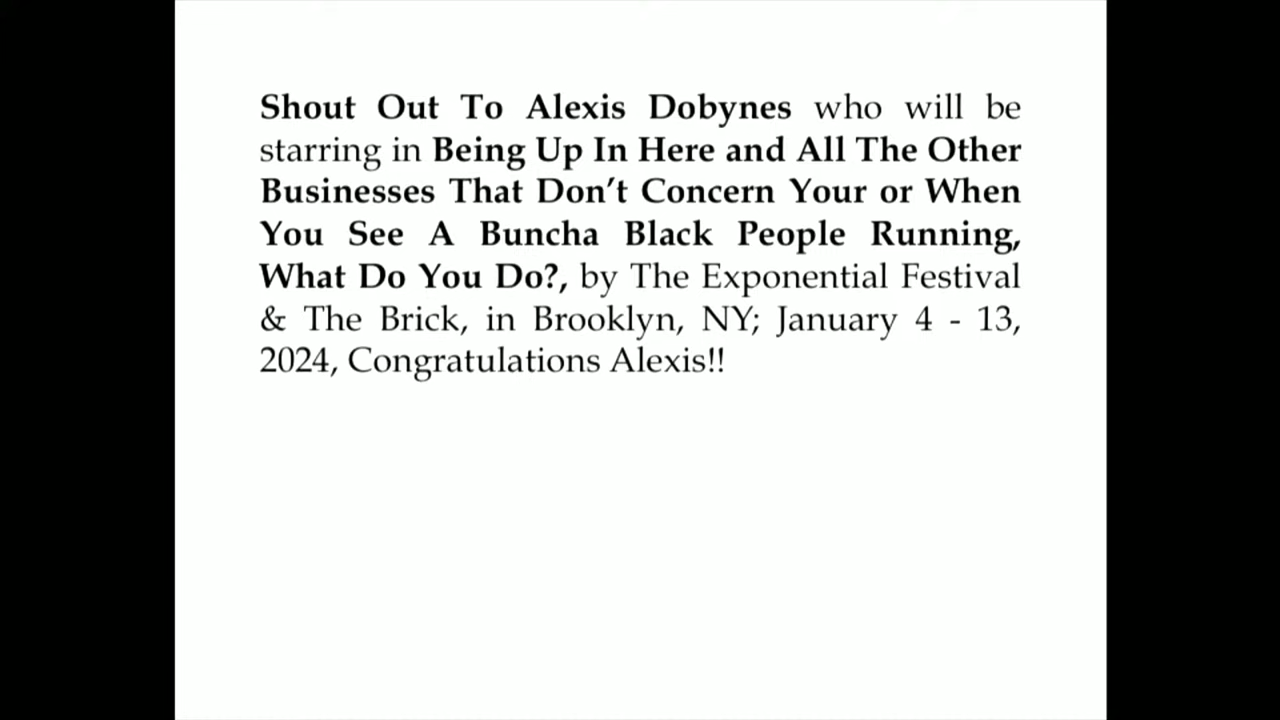 Shout Out To Alexis Dobynes who will be
starring in Being Up In Here and All The Other
Businesses That Don't Concern Your or When
You See A Buncha Black People Running,
What Do You Do?, by The Exponential Festival
& The Brick, in Brooklyn, NY; January 4 - 13,
2024, Congratulations Alexis!!